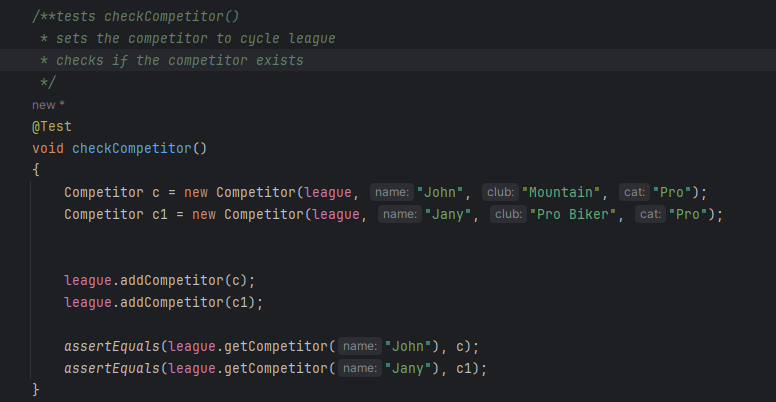 /**tests checkCompetitor()
 * sets the competitor to cycle league
 * checks if the competitor exists
 */
new *
@Test
void checkCompetitor()
{
    Competitor c = new Competitor(league, name: "John", club: "Mountain", cat: "Pro");
    Competitor c1 = new Competitor(league, name: "Jany", club: "Pro Biker", cat: "Pro");
    league.addCompetitor(c);
    league.addCompetitor(c1);
    assertEquals(league.getCompetitor( name: "John"), c);
    assertEquals(league.getCompetitor( name: "Jany"), c1);
}